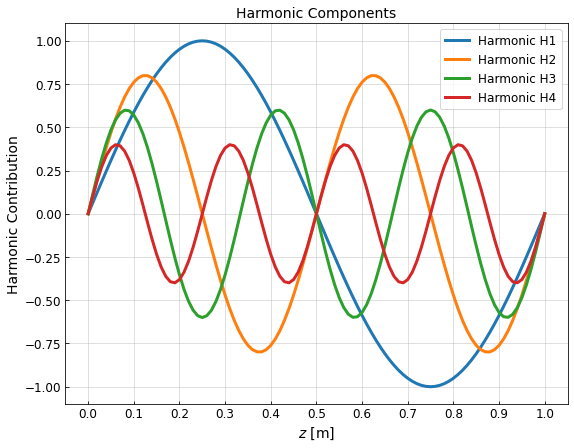 Harmonic Components
Harmonic Contribution
1.00
0.75
0.50
0.25
0.00
−0.25
−0.50
−0.75
−1.00
Harmonic H1
Harmonic H2
Harmonic H3
Harmonic H4
0.0 0.1 0.2 0.3 0.4 0.5 0.6 0.7 0.8 0.9 1.0
z [m]